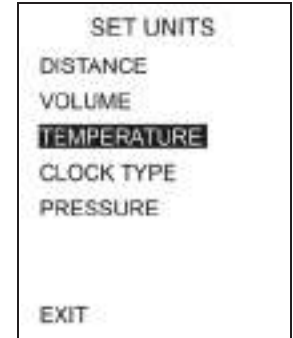 SET UNITS
DISTANCE
VOLUME
TEMPERATURE
CLOCK TYPE
PRESSURE
EXIT